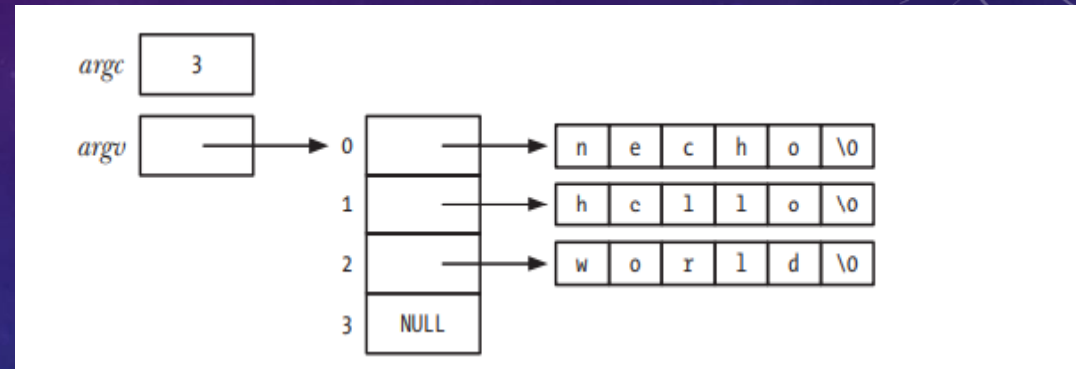 argc 3
argv 0 n e c h o \0
1 h c l l o \0
2 w o r l d \0
3 NULL